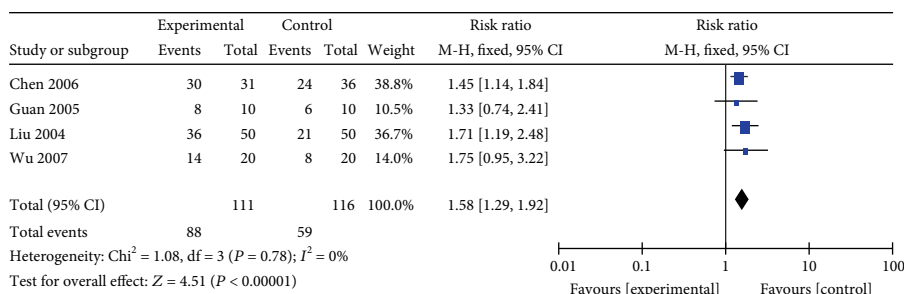 Experimental Control Risk ratio Risk ratio
Study or subgroup Events Total Events Total Weight M-H, fixed, 95% CI M-H, fixed, 95% CI
Chen 2006 30 31 24 36 38.8% 1.45 [1.14, 1.84]
Guan 2005 8 10 6 10 10.5% 1.33 [0.74, 2.41]
Liu 2004 36 50 21 50 36.7% 1.71 [1.19, 2.48]
Wu 2007 14 20 8 20 14.0% 1.75 [0.95, 3.22]
Total (95% CI) 111 116 100.0% 1.58 [1.29, 1.92]
Total events 88 59
Heterogeneity: Chi² = 1.08, df = 3 (P = 0.78); I² = 0%
Test for overall effect: Z = 4.51 (P < 0.00001)
0.01 0.1 1 10 100
Favours [experimental] Favours [control]